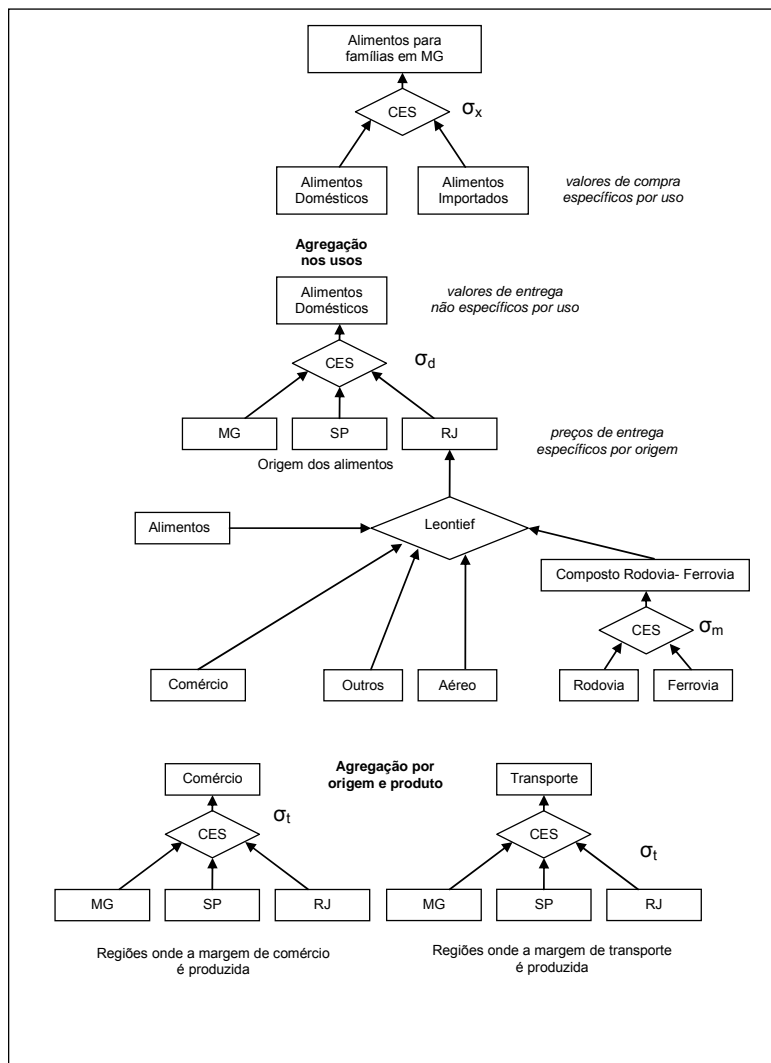 Alimentos para
famílias em MG
CES
σx
Alimentos
Domésticos
Alimentos
Importados
valores de compra
específicos por uso
Agregação
nos usos
Alimentos
Domésticos
valores de entrega
não específicos por uso
CES
σd
MG
SP
RJ
preços de entrega
específicos por origem
Origem dos alimentos
Alimentos
Leontief
Composto Rodovia- Ferrovia
CES
σm
Comércio
Outros
Aéreo
Rodovia
Ferrovia
Comércio
Agregação por
origem e produto
Transporte
CES
σt
CES
σt
MG
SP
RJ
MG
SP
RJ
Regiões onde a margem de comércio
é produzida
Regiões onde a margem de transporte
é produzida